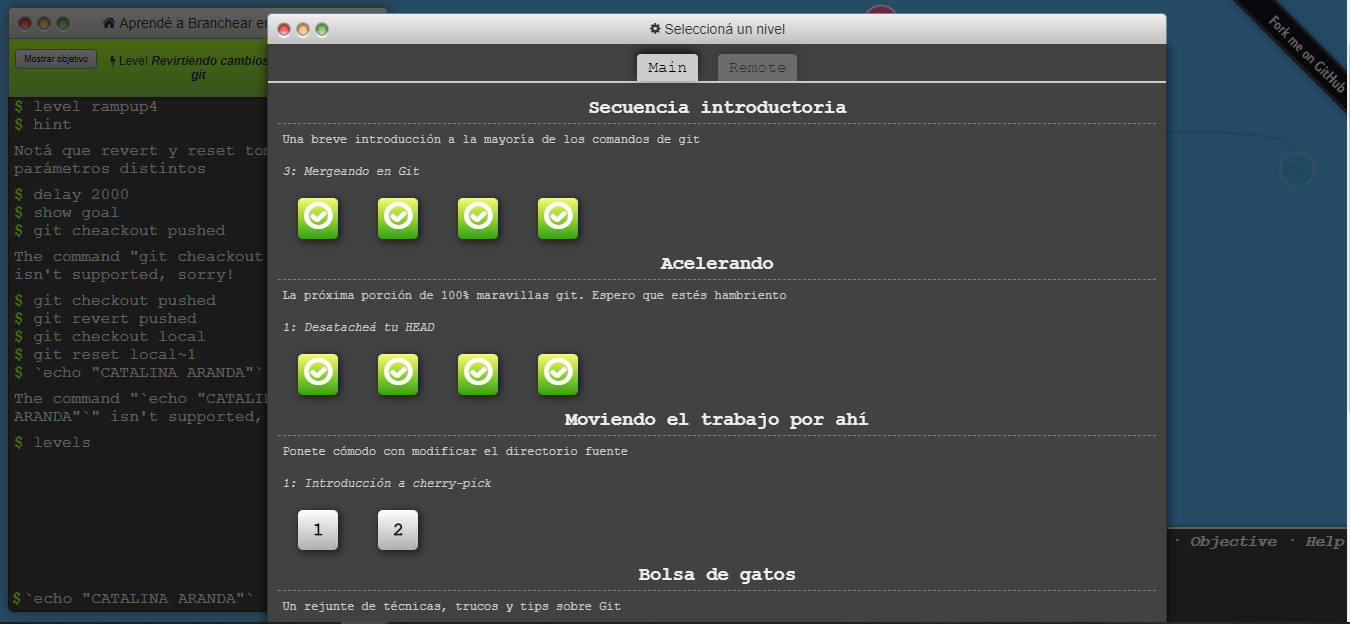 Aprendé a Branchear en
Mostrar objetivo
Level Revirtiendo cambios
git
$ level rampup4
$ hint
Notá que revert y reset tom
parámetros distintos
$ delay 2000
$ show goal
$ git cheackout pushed
The command "git cheackout
isn't supported, sorry!
$ git checkout pushed
$ git revert pushed
$ git checkout local
$ git reset local~1
$ `echo "CATALINA ARANDA"`
The command "`echo "CATALI
ARANDA"`" isn't supported,
$ levels
$ `echo "CATALINA ARANDA"`
Seleccioná un nivel
Main Remote
Secuencia introductoria
Una breve introducción a la mayoría de los comandos de git
3: Mergeando en Git
Acelerando
La próxima porción de 100% maravillas git. Espero que estés hambriento
1: Desatacheá tu HEAD
Moviendo el trabajo por ahí
Ponete cómodo con modificar el directorio fuente
1: Introducción a cherry-pick
1 2
Bolsa de gatos
Un rejunte de técnicas, trucos y tips sobre Git
Fork me on GitHub
C3
· Objective · Help